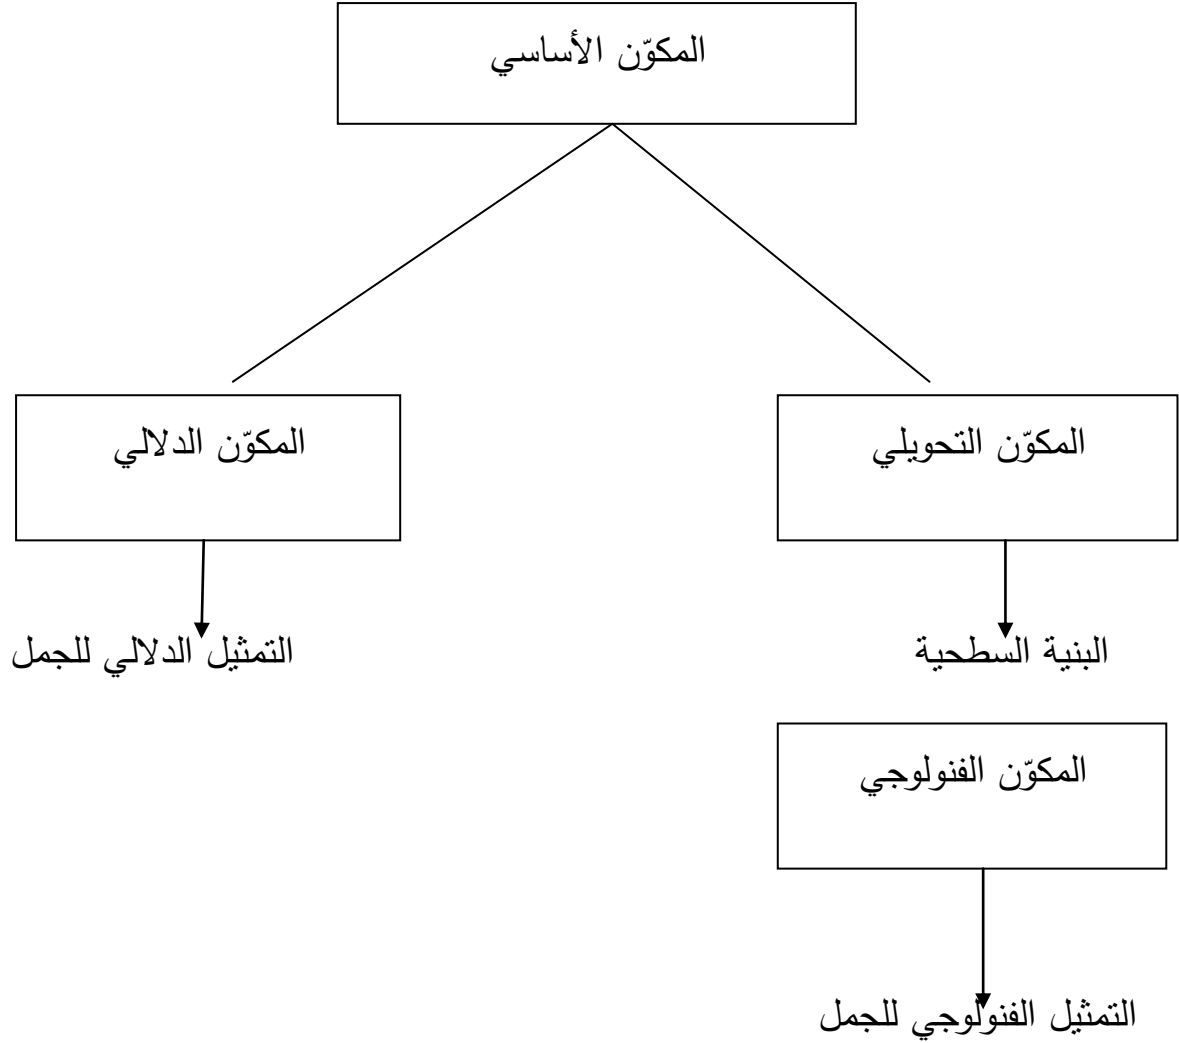 المكوّن الأساسي
المكوّن التحويلي
المكوّن الدلالي
البنية السطحية
التمثيل الدلالي للجمل
المكوّن الفنولوجي
التمثيل الفنولوجي للجمل